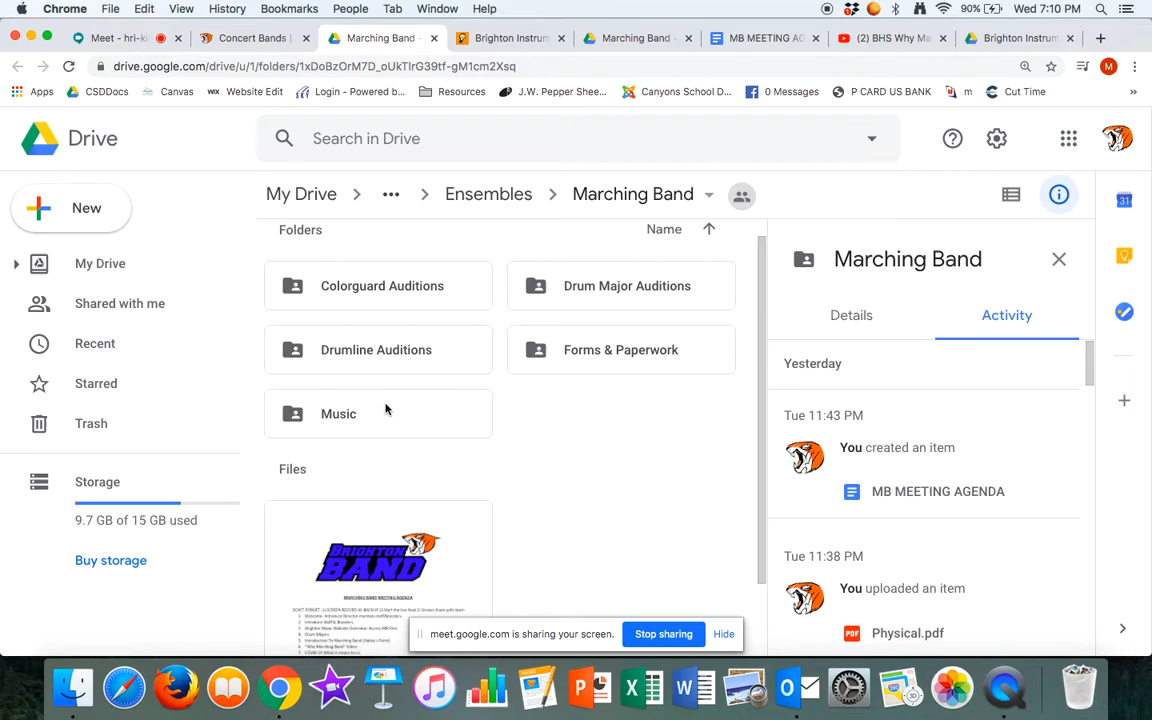 Chrome File Edit View History Bookmarks People Tab Window Help 90% Wed 7:10 PM
Meet - hri-k Concert Bands | Marching Band - Brighton Instrum Marching Band - MB MEETING AG (2) BHS Why Ma Brighton Instrum
drive.google.com/drive/u/1/folders/1xDoBzOrM7D_oUkTlrG39tf-gM1cm2Xsq
Apps CSDDocs Canvas Website Edit Login - Powered b... Resources J.W. Pepper Shee... Canyons School D... 0 Messages P CARD US BANK m Cut Time »
Drive
Search in Drive
New
My Drive
Shared with me
Recent
Starred
Trash
Storage
9.7 GB of 15 GB used
Buy storage
My Drive > ••• > Ensembles > Marching Band
Folders Name
Colorguard Auditions
Drum Major Auditions
Drumline Auditions
Forms & Paperwork
Music
Files
BRIGHTON
BAND
MARCHING BAND MEETING AGENDA
Marching Band
Details Activity
Yesterday
Tue 11:43 PM
You created an item
MB MEETING AGENDA
Tue 11:38 PM
You uploaded an item
PDF Physical.pdf
31
meet.google.com is sharing your screen. Stop sharing Hide